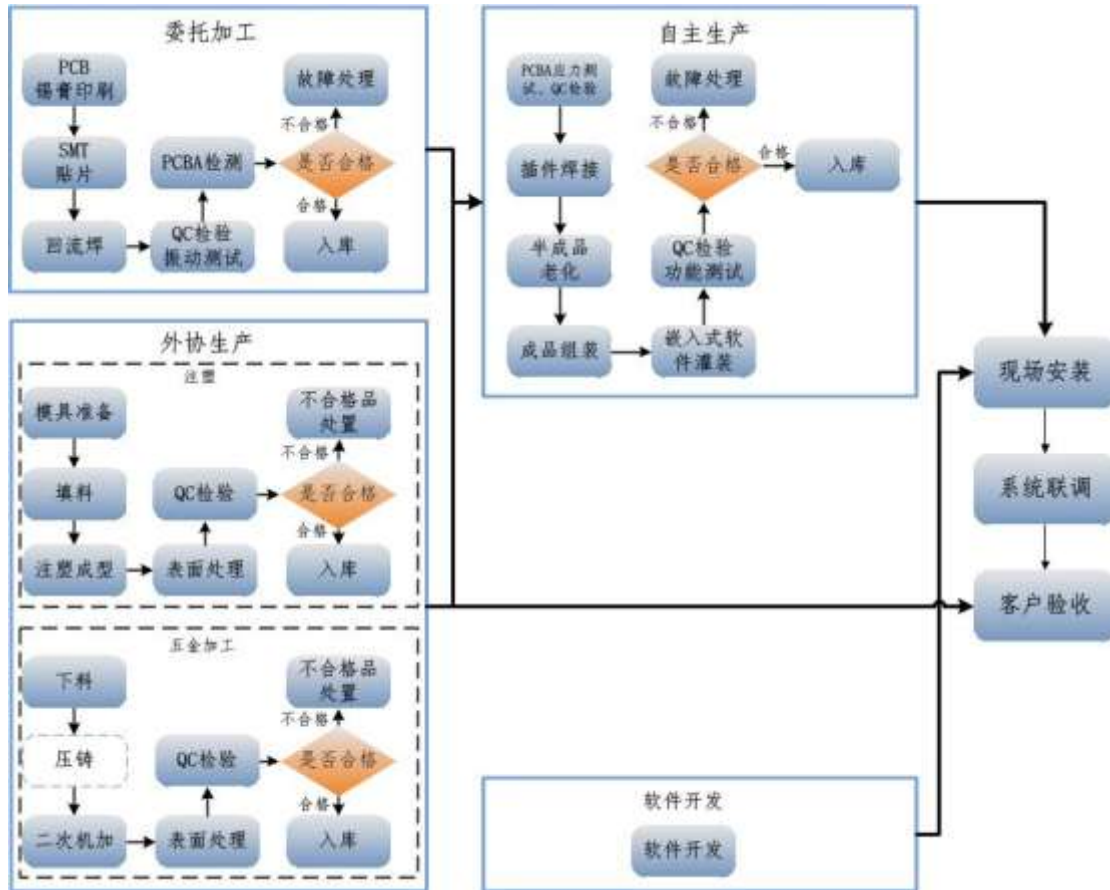 委托加工
PCB
锡膏印刷
SMT
贴片
回流焊
QC检验
振动测试
PCBA检测
是否合格
不合格
故障处理
合格
入库
外协生产
注塑
模具准备
填料
注塑成型
表面处理
QC检验
是否合格
不合格
不合格品
处置
合格
入库
五金加工
下料
压铸
二次机加
表面处理
QC检验
是否合格
不合格
不合格品
处置
合格
入库
自主生产
PCBA应力测
试、QC检验
插件焊接
半成品
老化
成品组装
嵌入式软
件灌装
QC检验
功能测试
是否合格
不合格
故障处理
合格
入库
软件开发
软件开发
现场安装
系统联调
客户验收